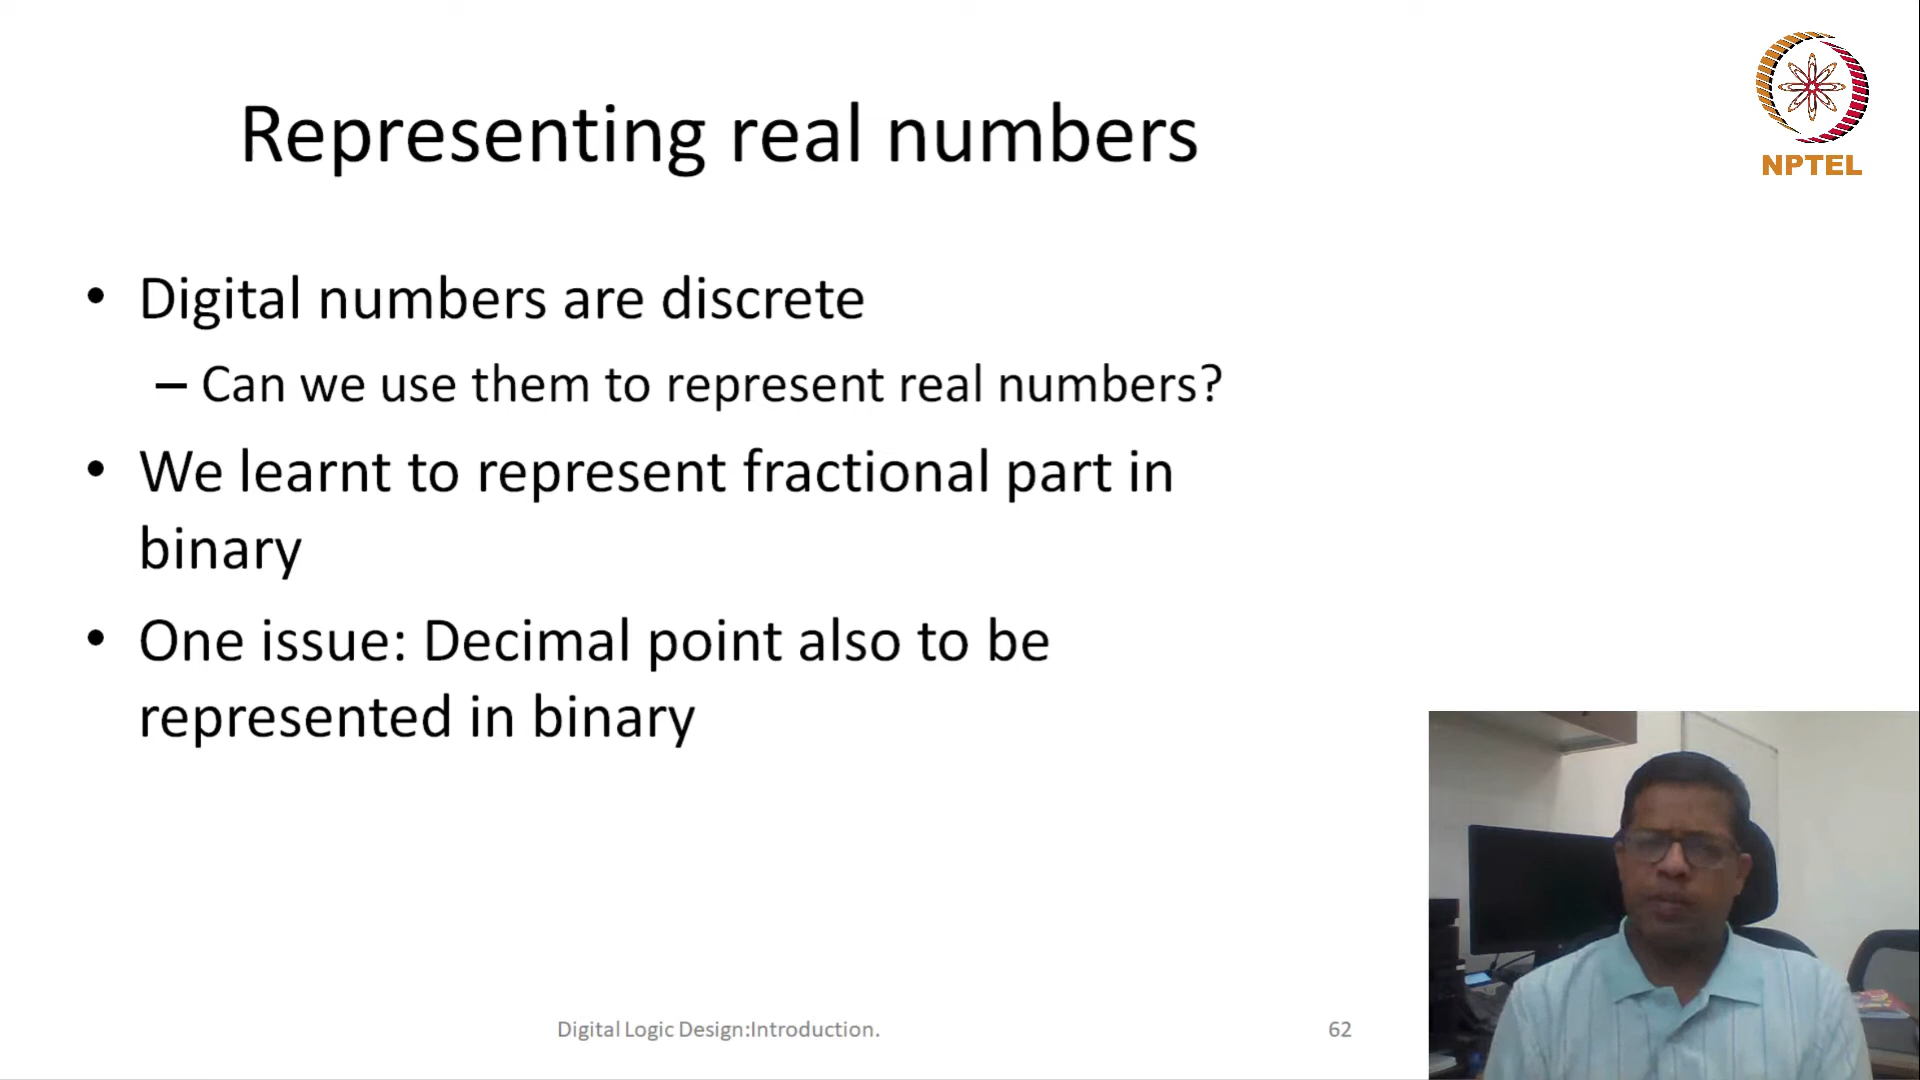 Representing real numbers
NPTEL
• Digital numbers are discrete
– Can we use them to represent real numbers?
• We learnt to represent fractional part in
binary
• One issue: Decimal point also to be
represented in binary
Digital Logic Design:Introduction.
62